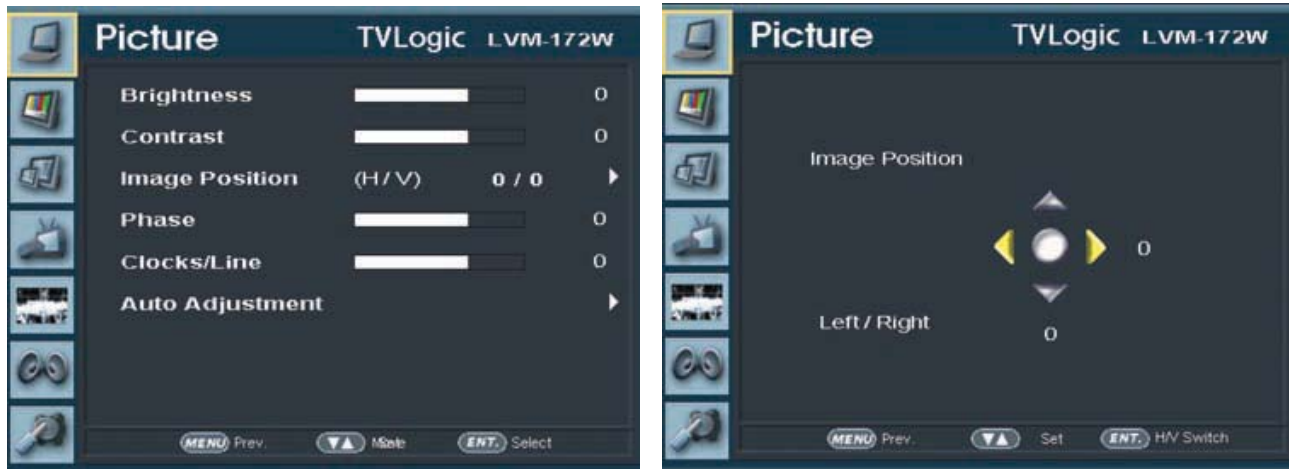 Picture TVLogic LVM-172W
Brightness 0
Contrast 0
Image Position (H/V) 0 / 0
Phase 0
Clocks/Line 0
Auto Adjustment
MENU Prev. ENT. Select
Picture TVLogic LVM-172W
Image Position
0
Left / Right
0
MENU Prev. Set ENT. H/V Switch